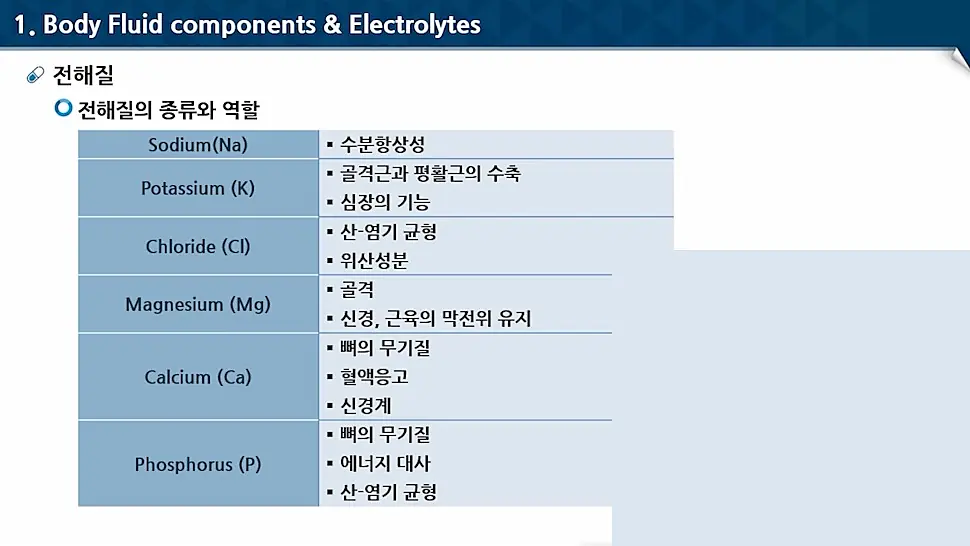 1. Body Fluid components & Electrolytes
전해질
전해질의 종류와 역할
Sodium(Na)
▪ 수분항상성
Potassium (K)
▪ 골격근과 평활근의 수축
▪ 심장의 기능
Chloride (Cl)
▪ 산-염기 균형
▪ 위산성분
Magnesium (Mg)
▪ 골격
▪ 신경, 근육의 막전위 유지
Calcium (Ca)
▪ 뼈의 무기질
▪ 혈액응고
▪ 신경계
Phosphorus (P)
▪ 뼈의 무기질
▪ 에너지 대사
▪ 산-염기 균형